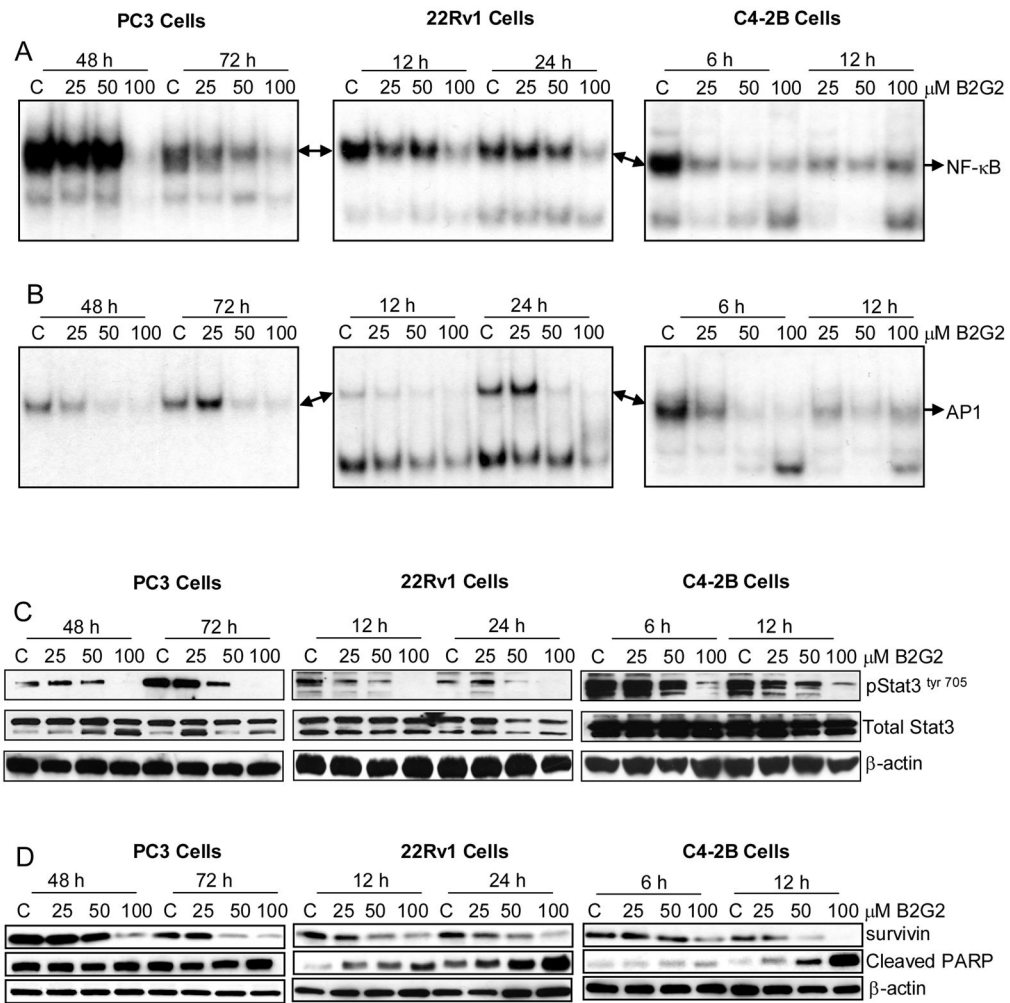 PC3 Cells 22Rv1 Cells C4-2B Cells
A
48 h 72 h 12 h 24 h 6 h 12 h
C 25 50 100 C 25 50 100 C 25 50 100 C 25 50 100 C 25 50 100 C 25 50 100 μM B2G2
NF-κB
B
48 h 72 h 12 h 24 h 6 h 12 h
C 25 50 100 C 25 50 100 C 25 50 100 C 25 50 100 C 25 50 100 C 25 50 100 μM B2G2
AP1
PC3 Cells 22Rv1 Cells C4-2B Cells
C
48 h 72 h 12 h 24 h 6 h 12 h
C 25 50 100 C 25 50 100 C 25 50 100 C 25 50 100 C 25 50 100 C 25 50 100 μM B2G2
pStat3 tyr 705
Total Stat3
β-actin
D PC3 Cells 22Rv1 Cells C4-2B Cells
48 h 72 h 12 h 24 h 6 h 12 h
C 25 50 100 C 25 50 100 C 25 50 100 C 25 50 100 C 25 50 100 C 25 50 100 μM B2G2
survivin
Cleaved PARP
β-actin